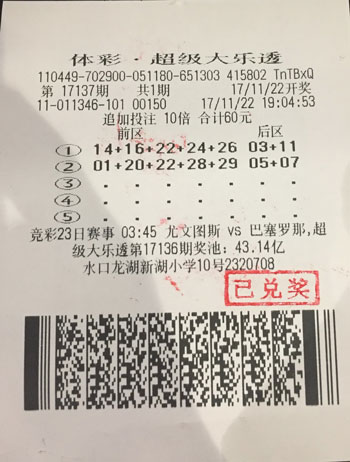 体彩·超级大乐透
110449-702900-051180-651303 415802 TnTBxQ
第 17137期 共1期 17/11/22开奖
11-011346-101 00150 17/11/22 19:04:53
追加投注 10倍 合计60元
前区 后区
① 14+16+22+24+26 03+11
② 01+20+22+28+29 05+07
③ . . . . . . .
④ . . . . . . .
⑤ . . . . . . .
竞彩23日赛事 03:45 尤文图斯 vs 巴塞罗那,超
级大乐透第17136期奖池：43.14亿
水口龙湖新湖小学10号2320708
已兑奖